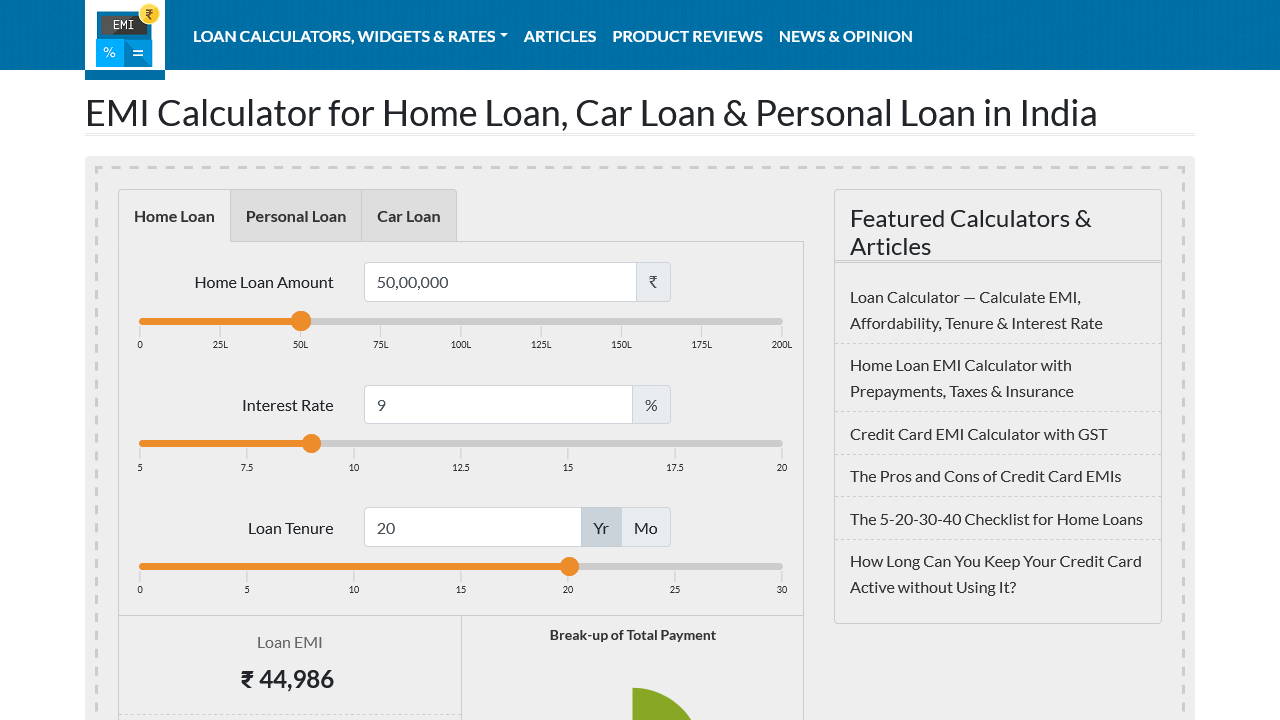 EMI
₹
%
=
LOAN CALCULATORS, WIDGETS & RATES
ARTICLES
PRODUCT REVIEWS
NEWS & OPINION
EMI Calculator for Home Loan, Car Loan & Personal Loan in India
Home Loan
Personal Loan
Car Loan
Home Loan Amount
50,00,000
₹
0
25L
50L
75L
100L
125L
150L
175L
200L
Interest Rate
9
%
5
7.5
10
12.5
15
17.5
20
Loan Tenure
20
Yr
Mo
0
5
10
15
20
25
30
Loan EMI
₹ 44,986
Break-up of Total Payment
Featured Calculators &
Articles
Loan Calculator — Calculate EMI,
Affordability, Tenure & Interest Rate
Home Loan EMI Calculator with
Prepayments, Taxes & Insurance
Credit Card EMI Calculator with GST
The Pros and Cons of Credit Card EMIs
The 5-20-30-40 Checklist for Home Loans
How Long Can You Keep Your Credit Card
Active without Using It?